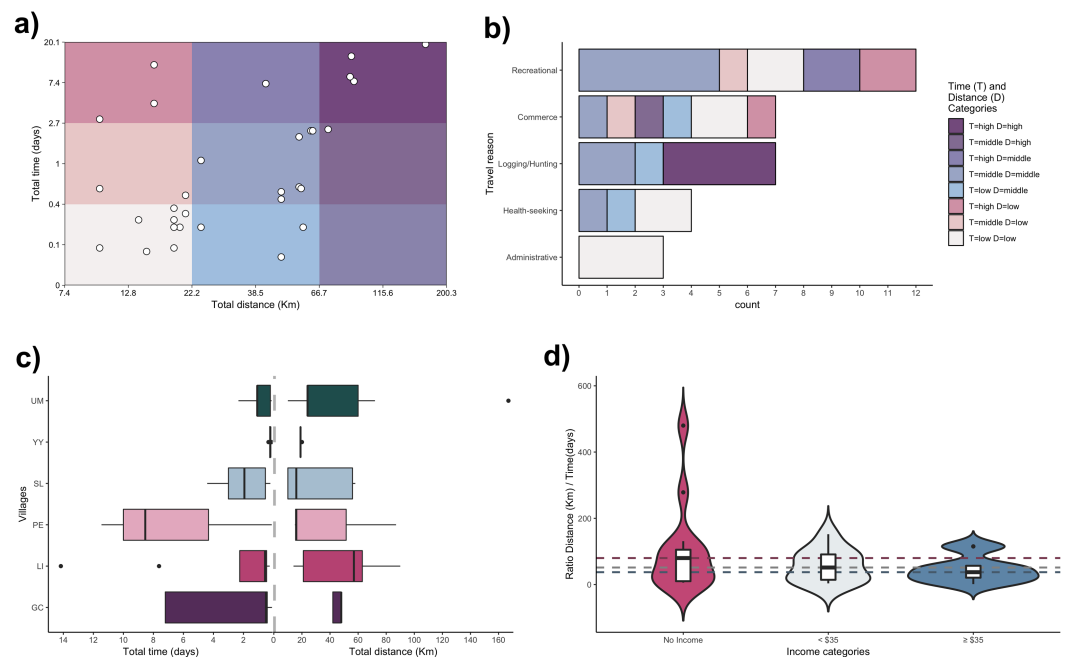 a)
20.1
7.4
2.7
1
0.4
0.1
0
Total time (days)
7.4 12.8 22.2 38.5 66.7 115.6 200.3
Total distance (Km)
b)
Recreational
Commerce
Logging/Hunting
Health-seeking
Administrative
Travel reason
0 1 2 3 4 5 6 7 8 9 10 11 12
count
Time (T) and
Distance (D)
Categories
T=high D=high
T=middle D=high
T=high D=middle
T=middle D=middle
T=low D=middle
T=high D=low
T=middle D=low
T=low D=low
c)
UM
YY
SL
PE
LI
GC
Villages
14 12 10 8 6 4 2 0 20 40 60 80 100 120 140 160
Total time (days) Total distance (Km)
d)
600
400
200
0
Ratio Distance (Km) / Time(days)
No Income < $35 ≥ $35
Income categories